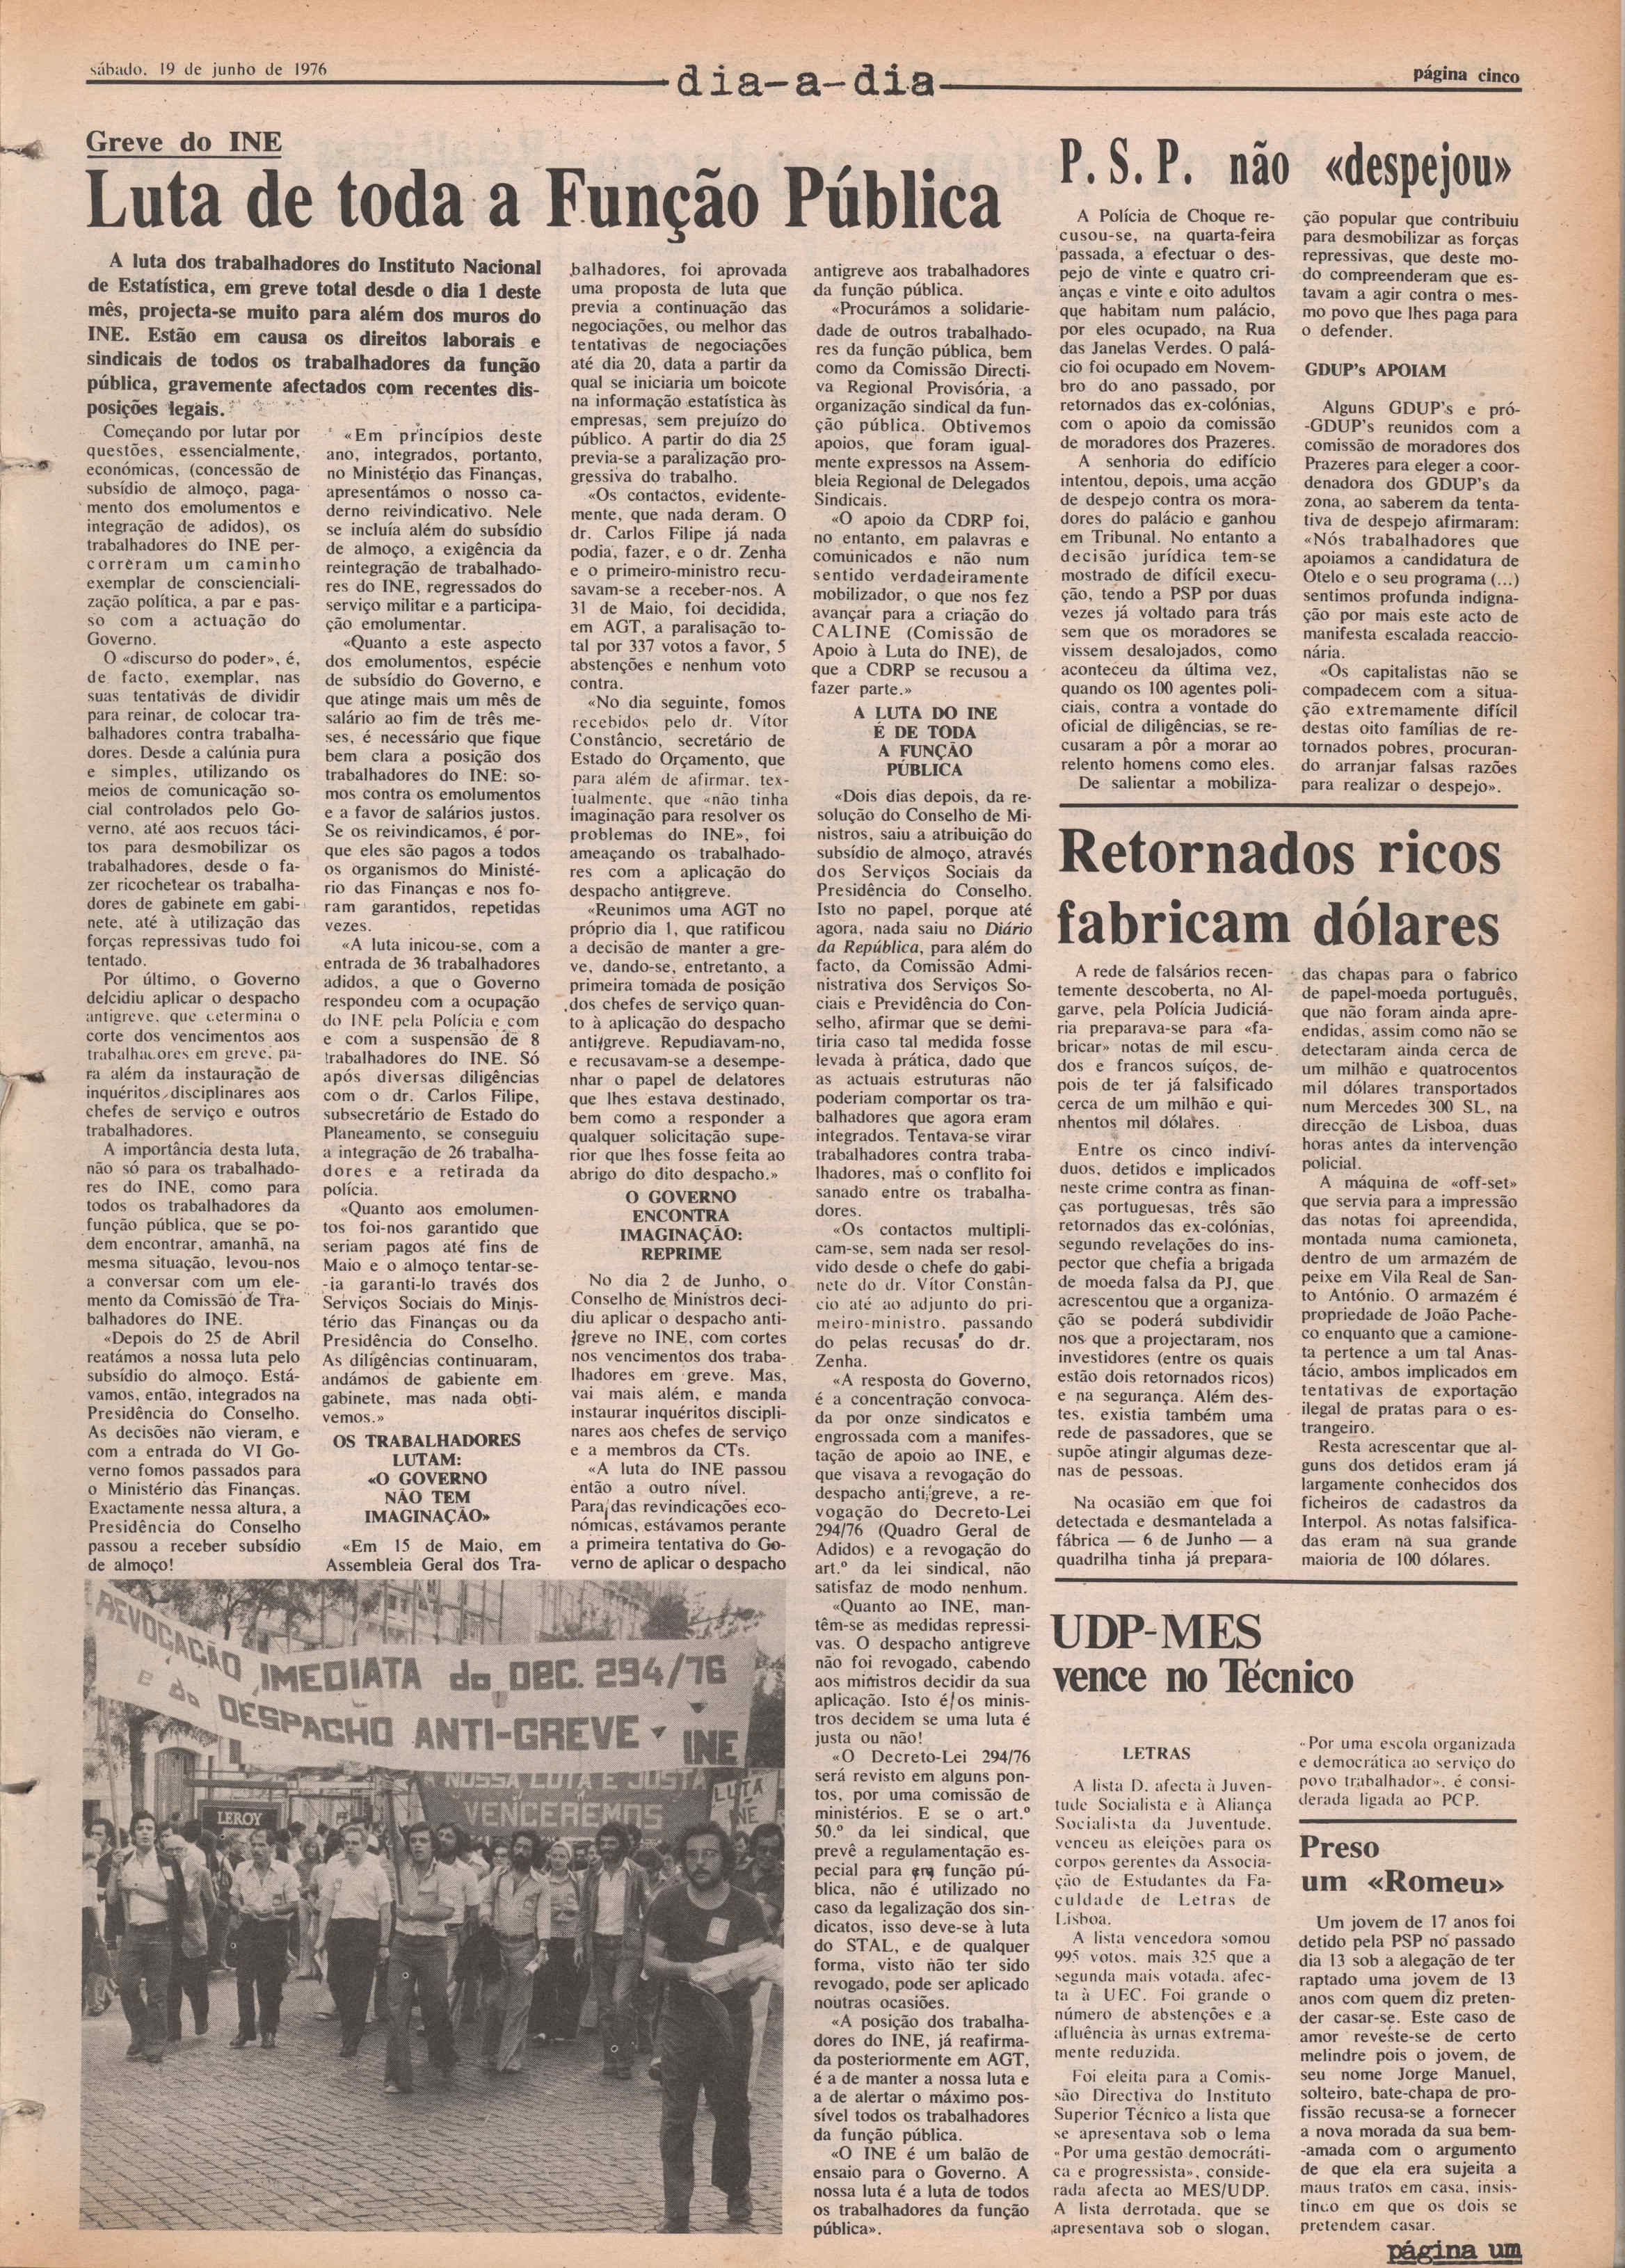 sábado, 19 de junho de 1976
dia-a-dia
página cinco
Greve do INE
Luta de toda a Função Pública
A luta dos trabalhadores do Instituto Nacional
de Estatística, em greve total desde o dia 1 deste
mês, projecta-se muito para além dos muros do
INE. Estão em causa os direitos laborais e
sindicais de todos os trabalhadores da função
pública, gravemente afectados com recentes dis-
posições legais.
Começando por lutar por
questões, essencialmente,
económicas, (concessão de
subsídio de almoço, paga-
mento dos emolumentos e
integração de adidos), os
trabalhadores do INE per-
correram um caminho
exemplar de consciencializa-
zação política, a par e pas-
so com a actuação do
Governo.
O «discurso do poder», é,
de facto, exemplar, nas
suas tentativas de dividir
para reinar, de colocar tra-
balhadores contra trabalha-
dores. Desde a calúnia pura
e simples, utilizando os
meios de comunicação so-
cial controlados pelo Go-
verno, até aos recuos táci-
tos para desmobilizar os
trabalhadores, desde o fa-
zer ricochetear os trabalha-
dores de gabinete em gabi-
nete, até à utilização das
forças repressivas tudo foi
tentado.
Por último, o Governo
delcidiu aplicar o despacho
antigreve, que determina o
corte dos vencimentos aos
trabalhadores em greve, pa-
ra além da instauração de
inquéritos disciplinares aos
chefes de serviço e outros
trabalhadores.
A importância desta luta,
não só para os trabalhado-
res do INE, como para
todos os trabalhadores da
função pública, que se po-
dem encontrar, amanhã, na
mesma situação, levou-nos
a conversar com um ele-
mento da Comissão de Tra-
balhadores do INE.
«Depois do 25 de Abril
reatámos a nossa luta pelo
subsídio do almoço. Está-
vamos, então, integrados na
Presidência do Conselho.
As decisões não vieram, e
com a entrada do VI Go-
verno fomos passados para
o Ministério das Finanças.
Exactamente nessa altura, a
Presidência do Conselho
passou a receber subsídio
de almoço!
«Em princípios deste
ano, integrados, portanto,
no Ministério das Finanças,
apresentámos o nosso ca-
derno reivindicativo. Nele
se incluía além do subsídio
de almoço, a exigência da
reintegração de trabalhado-
res do INE, regressados do
serviço militar e a participa-
ção emolumentar.
«Quanto a este aspecto
dos emolumentos, espécie
de subsídio do Governo, e
que atinge mais um mês de
salário ao fim de três me-
ses, é necessário que fique
bem clara a posição dos
trabalhadores do INE: so-
mos contra os emolumentos
e a favor de salários justos.
Se os reivindicamos, é por-
que eles são pagos a todos
os organismos do Ministé-
rio das Finanças e nos fo-
ram garantidos, repetidas
vezes.
«A luta inicou-se, com a
entrada de 36 trabalhadores
adidos, a que o Governo
respondeu com a ocupação
do INE pela Polícia e com
e com a suspensão de 8
trabalhadores do INE. Só
após diversas diligências
com o dr. Carlos Filipe,
subsecretário de Estado do
Planeamento, se conseguiu
a integração de 26 trabalha-
dores e a retirada da
polícia.
«Quanto aos emolumen-
tos foi-nos garantido que
seriam pagos até fins de
Maio e o almoço tentar-se-
-ia garanti-lo través dos
Serviços Sociais do Minis-
tério das Finanças ou da
Presidência do Conselho.
As diligências continuaram,
andámos de gabiente em
gabinete, mas nada obti-
vemos.»
OS TRABALHADORES
LUTAM:
«O GOVERNO
NÃO TEM
IMAGINAÇÃO»
«Em 15 de Maio, em
Assembleia Geral dos Tra-
balhadores, foi aprovada
uma proposta de luta que
previa a continuação das
negociações, ou melhor das
tentativas de negociações
até dia 20, data a partir da
qual se iniciaria um boicote
na informação estatística às
empresas, sem prejuízo do
público. A partir do dia 25
previa-se a paralização pro-
gressiva do trabalho.
«Os contactos, evidente-
mente, que nada deram. O
dr. Carlos Filipe já nada
podia, fazer, e o dr. Zenha
e o primeiro-ministro recu-
savam-se a receber-nos. A
31 de Maio, foi decidida,
em AGT, a paralisação to-
tal por 337 votos a favor, 5
abstenções e nenhum voto
contra.
«No dia seguinte, fomos
recebidos pelo dr. Vítor
Constâncio, secretário de
Estado do Orçamento, que
para além de afirmar, tex-
tualmente, que «não tinha
imaginação para resolver os
problemas do INE», foi
ameaçando os trabalhado-
res com a aplicação do
despacho antigreve.
«Reunimos uma AGT no
próprio dia 1, que ratificou
a decisão de manter a gre-
ve, dando-se, entretanto, a
primeira tomada de posição
dos chefes de serviço quan-
to à aplicação do despacho
antigreve. Repudiavam-no,
e recusavam-se a desempe-
nhar o papel de delatores
que lhes estava destinado,
bem como a responder a
qualquer solicitação supe-
rior que lhes fosse feita ao
abrigo do dito despacho.»
O GOVERNO
ENCONTRA
IMAGINAÇÃO:
REPRIME
No dia 2 de Junho, o
Conselho de Ministros deci-
diu aplicar o despacho anti-
greve no INE, com cortes
nos vencimentos dos traba-
lhadores em greve. Mas,
vai mais além, e manda
instaurar inquéritos discipli-
nares aos chefes de serviço
e a membros da CTs.
«A luta do INE passou
então a outro nível.
Para das revindicações eco-
nómicas, estávamos perante
a primeira tentativa do Go-
verno de aplicar o despacho
antigreve aos trabalhadores
da função pública.
«Procurámos a solidarie-
dade de outros trabalhado-
res da função pública, bem
como da Comissão Directi-
va Regional Provisória, a
organização sindical da fun-
ção pública. Obtivemos
apoios, que foram igual-
mente expressos na Assem-
bleia Regional de Delegados
Sindicais.
«O apoio da CDRP foi,
no entanto, em palavras e
comunicados e não num
sentido verdadeiramente
mobilizador, o que nos fez
avançar para a criação do
CALINE (Comissão de
Apoio à Luta do INE), de
que a CDRP se recusou a
fazer parte.»
A LUTA DO INE
É DE TODA
A FUNÇÃO
PÚBLICA
«Dois dias depois, da re-
solução do Conselho de Mi-
nistros, saiu a atribuição do
subsídio de almoço, através
dos Serviços Sociais da
Presidência do Conselho.
Isto no papel, porque até
agora, nada saiu no Diário
da República, para além do
facto, da Comissão Admi-
nistrativa dos Serviços So-
ciais e Previdência do Con-
selho, afirmar que se demi-
tiria caso tal medida fosse
levada à prática, dado que
as actuais estruturas não
poderiam comportar os tra-
balhadores que agora eram
integrados. Tentava-se virar
trabalhadores contra traba-
lhadores, mas o conflito foi
sanado entre os trabalha-
dores.
«Os contactos multipli-
cam-se, sem nada ser resol-
vido desde o chefe do gabi-
nete do dr. Vítor Constân-
cio até ao adjunto do pri-
meiro-ministro, passando
do pelas recusas do dr.
Zenha.
«A resposta do Governo,
é a concentração convoca-
da por onze sindicatos e
engrossada com a manifes-
tação de apoio ao INE, e
que visava a revogação do
despacho antigreve, a re-
vogação do Decreto-Lei
294/76 (Quadro Geral de
Adidos) e a revogação do
art.º da lei sindical, não
satisfaz de modo nenhum.
«Quanto ao INE, man-
têm-se as medidas repressi-
vas. O despacho antigreve
não foi revogado, cabendo
aos ministros decidir da sua
aplicação. Isto é/os minis-
tros decidem se uma luta é
justa ou não!
«O Decreto-Lei 294/76
será revisto em alguns pon-
tos, por uma comissão de
ministérios. E se o art.º
50.º da lei sindical, que
prevê a regulamentação es-
pecial para função pú-
blica, não é utilizado no
caso da legalização dos sin-
dicatos, isso deve-se à luta
do STAL, e de qualquer
forma, visto não ter sido
revogado, pode ser aplicado
noutras ocasiões.
«A posição dos trabalha-
dores do INE, já reafirma-
da posteriormente em AGT,
é a de manter a nossa luta e
a de alertar o máximo pos-
sível todos os trabalhadores
da função pública.
«O INE é um balão de
ensaio para o Governo. A
nossa luta é a luta de todos
os trabalhadores da função
pública».
REVOGAÇÃO IMEDIATA do DEC. 294/76
e do DESPACHO ANTI-GREVE INE
NOSSA LUTA É JUSTA
VENCEREMOS
LUTA
INE
LEROY
P. S. P. não «despejou»
A Polícia de Choque re-
cusou-se, na quarta-feira
passada, a efectuar o des-
pejo de vinte e quatro cri-
anças e vinte e oito adultos
que habitam num palácio,
por eles ocupado, na Rua
das Janelas Verdes. O palá-
cio foi ocupado em Novem-
bro do ano passado, por
retornados das ex-colónias,
com o apoio da comissão
de moradores dos Prazeres.
A senhoria do edifício
intentou, depois, uma acção
de despejo contra os mora-
dores do palácio e ganhou
em Tribunal. No entanto a
decisão jurídica tem-se
mostrado de difícil execu-
ção, tendo a PSP por duas
vezes já voltado para trás
sem que os moradores se
vissem desalojados, como
aconteceu da última vez,
quando os 100 agentes poli-
ciais, contra a vontade do
oficial de diligências, se re-
cusaram a pôr a morar ao
relento homens como eles.
De salientar a mobiliza-
ção popular que contribuiu
para desmobilizar as forças
repressivas, que deste mo-
do compreenderam que es-
tavam a agir contra o mes-
mo povo que lhes paga para
o defender.
GDUP's APOIAM
Alguns GDUP's e pró-
-GDUP's reunidos com a
comissão de moradores dos
Prazeres para eleger a coor-
denadora dos GDUP's da
zona, ao saberem da tenta-
tiva de despejo afirmaram:
«Nós trabalhadores que
apoiamos a candidatura de
Otelo e o seu programa (...)
sentimos profunda indigna-
ção por mais este acto de
manifesta escalada reaccio-
nária.
«Os capitalistas não se
compadecem com a situa-
ção extremamente difícil
destas oito famílias de re-
tornados pobres, procuran-
do arranjar falsas razões
para realizar o despejo».
Retornados ricos
fabricam dólares
A rede de falsários recen-
temente descoberta, no Al-
garve, pela Polícia Judiciá-
ria preparava-se para «fa-
bricar» notas de mil escu-
dos e francos suíços, de-
pois de ter já falsificado
cerca de um milhão e qui-
nhentos mil dólares.
Entre os cinco indiví-
duos, detidos e implicados
neste crime contra as finan-
ças portuguesas, três são
retornados das ex-colónias,
segundo revelações do ins-
pector que chefia a brigada
de moeda falsa da PJ, que
acrescentou que a organiza-
ção se poderá subdividir
nos que a projectaram, nos
investidores (entre os quais
estão dois retornados ricos)
e na segurança. Além des-
tes, existia também uma
rede de passadores, que se
supõe atingir algumas deze-
nas de pessoas.
Na ocasião em que foi
detectada e desmantelada a
fábrica — 6 de Junho — a
quadrilha tinha já prepara-
das chapas para o fabrico
de papel-moeda português,
que não foram ainda apre-
endidas, assim como não se
detectaram ainda cerca de
um milhão e quatrocentos
mil dólares transportados
num Mercedes 300 SL, na
direcção de Lisboa, duas
horas antes da intervenção
policial.
A máquina de «off-set»
que servia para a impressão
das notas foi apreendida,
montada numa camioneta,
dentro de um armazém de
peixe em Vila Real de San-
to António. O armazém é
propriedade de João Pache-
co enquanto que a camione-
ta pertence a um tal Anas-
tácio, ambos implicados em
tentativas de exportação
ilegal de pratas para o es-
trangeiro.
Resta acrescentar que al-
guns dos detidos eram já
largamente conhecidos dos
ficheiros de cadastros da
Interpol. As notas falsifica-
das eram na sua grande
maioria de 100 dólares.
UDP-MES
vence no Técnico
LETRAS
A lista D, afecta à Juven-
tude Socialista e à Aliança
Socialista da Juventude,
venceu as eleições para os
corpos gerentes da Associa-
ção de Estudantes da Fa-
culdade de Letras de
Lisboa.
A lista vencedora somou
995 votos, mais 325 que a
segunda mais votada, afec-
ta à UEC. Foi grande o
número de abstenções e a
afluência às urnas extrema-
mente reduzida.
Foi eleita para a Comis-
são Directiva do Instituto
Superior Técnico a lista que
se apresentava sob o lema
«Por uma gestão democráti-
ca e progressista», conside-
rada afecta ao MES/UDP.
A lista derrotada, que se
apresentava sob o slogan,
«Por uma escola organizada
e democrática ao serviço do
povo trabalhador», é consi-
derada ligada ao PCP.
Preso
um «Romeu»
Um jovem de 17 anos foi
detido pela PSP no passado
dia 13 sob a alegação de ter
raptado uma jovem de 13
anos com quem diz preten-
der casar-se. Este caso de
amor reveste-se de certo
melindre pois o jovem, de
seu nome Jorge Manuel,
solteiro, bate-chapa de pro-
fissão recusa-se a fornecer
a nova morada da sua bem-
-amada com o argumento
de que ela era sujeita a
maus tratos em casa, insis-
tinco em que os dois se
pretendem casar.
página um